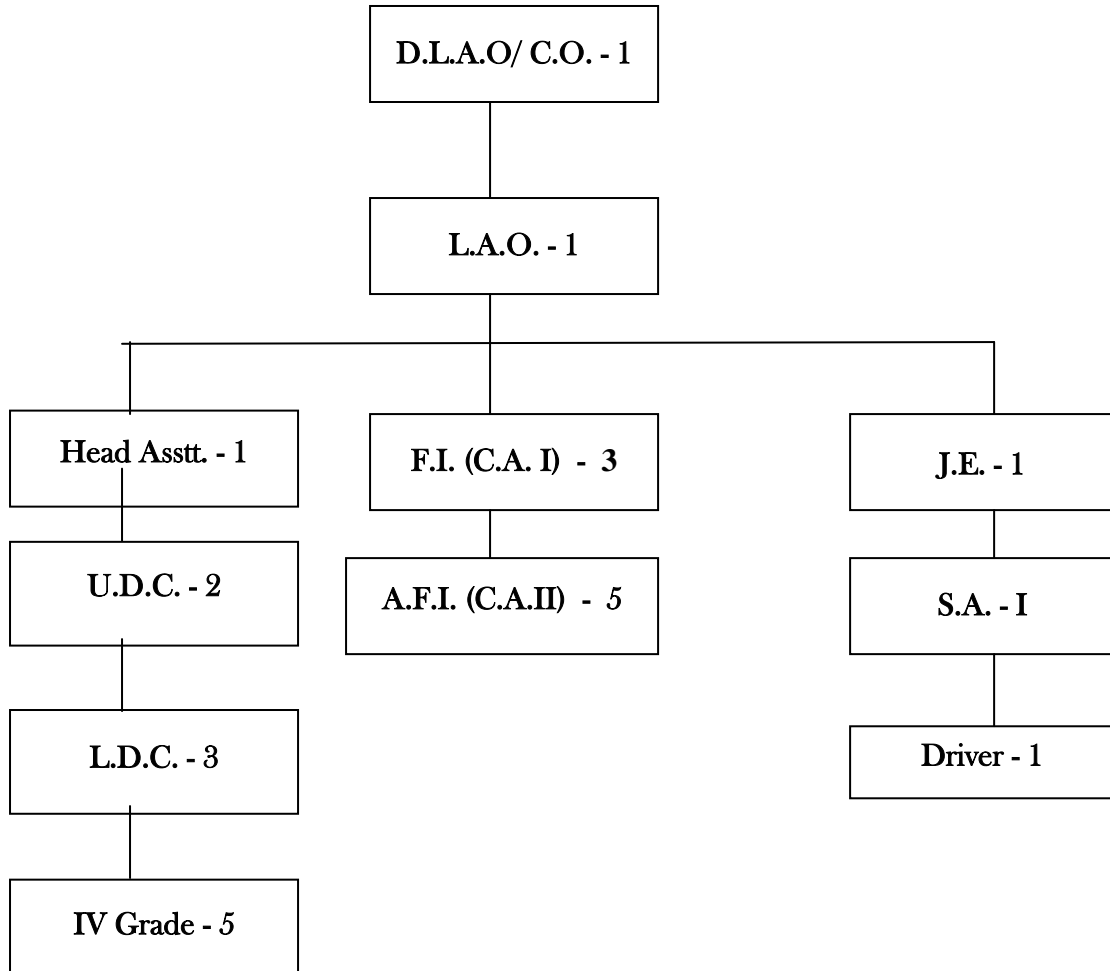 D.L.A.O/ C.O. - 1
L.A.O. - 1
Head Asstt. - 1
F.I. (C.A. I) - 3
J.E. - 1
U.D.C. - 2
A.F.I. (C.A.II) - 5
S.A. - I
L.D.C. - 3
Driver - 1
IV Grade - 5